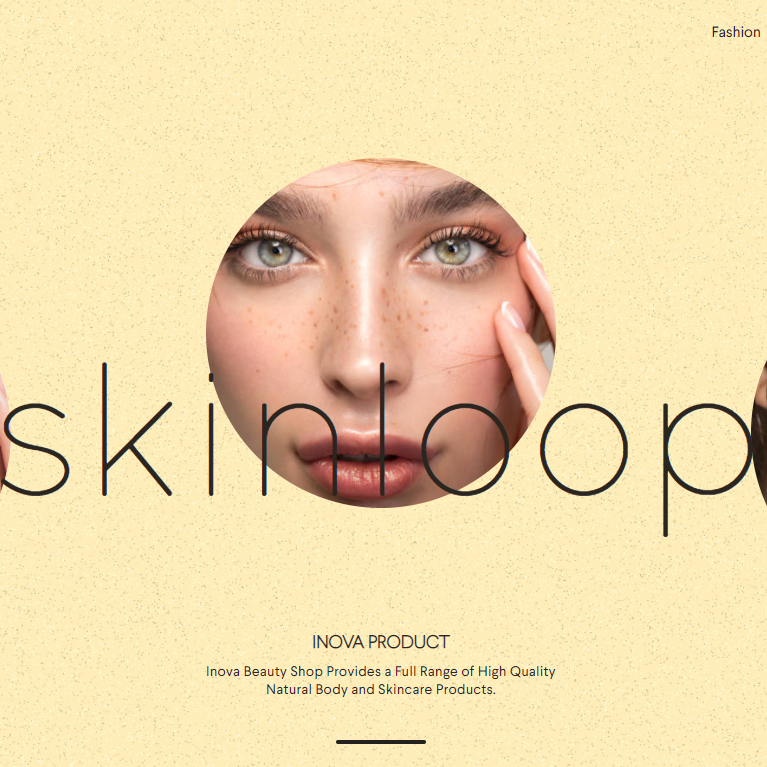 Fashion
skinloop
INOVA PRODUCT
Inova Beauty Shop Provides a Full Range of High Quality
Natural Body and Skincare Products.